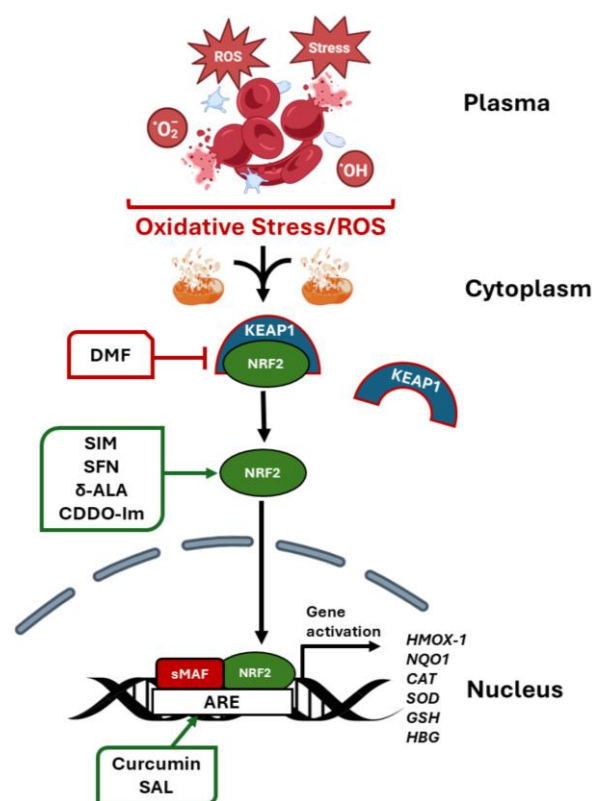 ROS
Stress
Plasma
•O₂⁻
•OH
Oxidative Stress/ROS
Cytoplasm
KEAP1
DMF
NRF2
KEAP1
SIM
SFN
δ-ALA
CDDO-Im
NRF2
Gene
activation
HMOX-1
NQO1
CAT
SOD
GSH
HBG
sMAF
NRF2
Nucleus
ARE
Curcumin
SAL